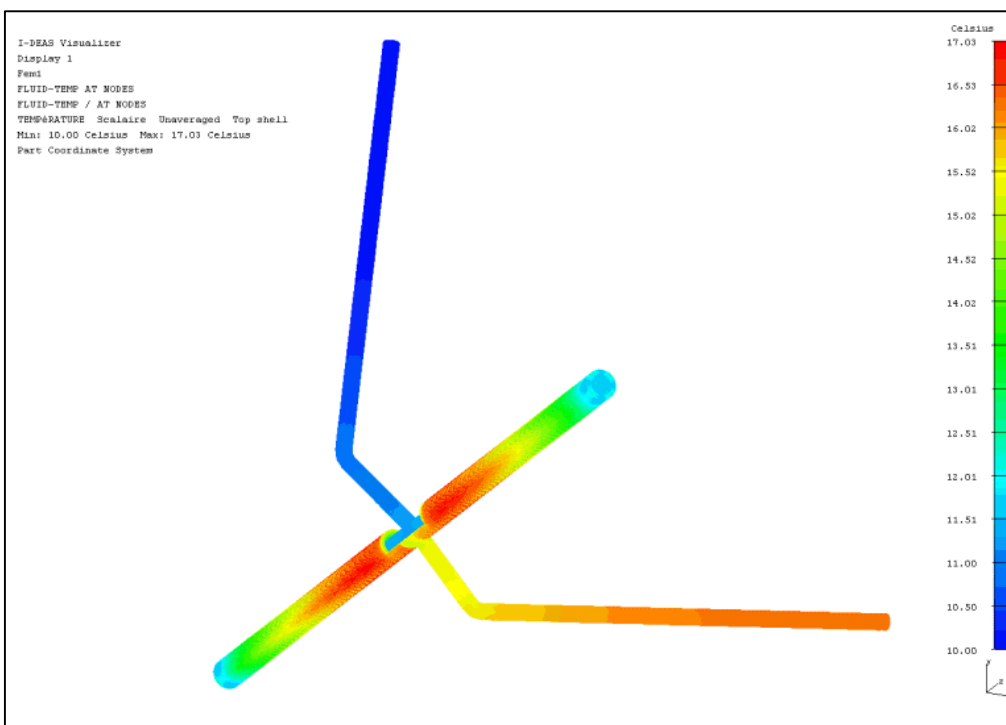 I-DEAS Visualizer
Display 1
Fem1
FLUID-TEMP AT NODES
FLUID-TEMP / AT NODES
TEMPéRATURE Scalaire Unaveraged Top shell
Min: 10.00 Celsius Max: 17.03 Celsius
Part Coordinate System
Celsius
17.03
16.53
16.02
15.52
15.02
14.52
14.02
13.51
13.01
12.51
12.01
11.51
11.00
10.50
10.00
Y
Z